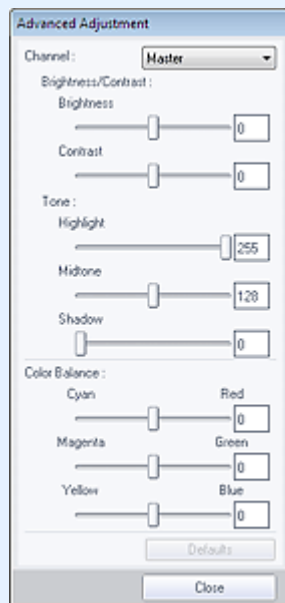 Advanced Adjustment
Channel : Master
Brightness/Contrast :
Brightness
0
Contrast
0
Tone :
Highlight
255
Midtone
128
Shadow
0
Color Balance :
Cyan Red
0
Magenta Green
0
Yellow Blue
0
Defaults
Close